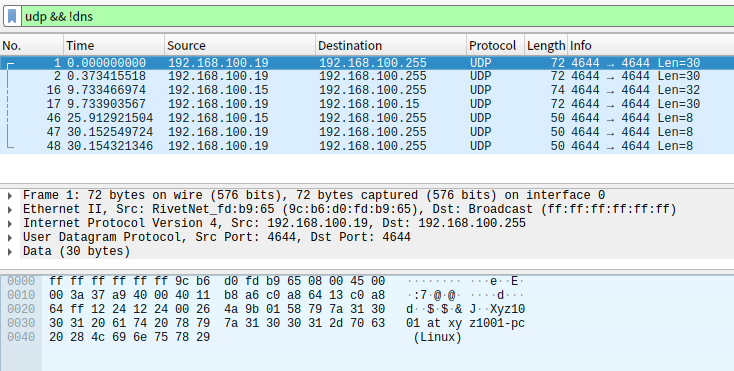 udp && !dns
No. Time Source Destination Protocol Length Info
1 0.000000000 192.168.100.19 192.168.100.255 UDP 72 4644 → 4644 Len=30
2 0.373415518 192.168.100.19 192.168.100.255 UDP 72 4644 → 4644 Len=30
16 9.733466974 192.168.100.15 192.168.100.255 UDP 74 4644 → 4644 Len=32
17 9.733903567 192.168.100.19 192.168.100.15 UDP 72 4644 → 4644 Len=30
46 25.912921504 192.168.100.15 192.168.100.255 UDP 50 4644 → 4644 Len=8
47 30.152549724 192.168.100.19 192.168.100.255 UDP 50 4644 → 4644 Len=8
48 30.154321346 192.168.100.19 192.168.100.255 UDP 50 4644 → 4644 Len=8
Frame 1: 72 bytes on wire (576 bits), 72 bytes captured (576 bits) on interface 0
Ethernet II, Src: RivetNet_fd:b9:65 (9c:b6:d0:fd:b9:65), Dst: Broadcast (ff:ff:ff:ff:ff:ff)
Internet Protocol Version 4, Src: 192.168.100.19, Dst: 192.168.100.255
User Datagram Protocol, Src Port: 4644, Dst Port: 4644
Data (30 bytes)
0000 ff ff ff ff ff ff 9c b6 d0 fd b9 65 08 00 45 00 ········ ···e··E·
0010 00 3a 37 a9 40 00 40 11 b8 a6 c0 a8 64 13 c0 a8 ·:7·@·@· ····d···
0020 64 ff 12 24 12 24 00 26 4a 9b 01 58 79 7a 31 30 d··$·$·& J··Xyz10
0030 30 31 20 61 74 20 78 79 7a 31 30 30 31 2d 70 63 01 at xy z1001-pc
0040 20 28 4c 69 6e 75 78 29 (Linux)